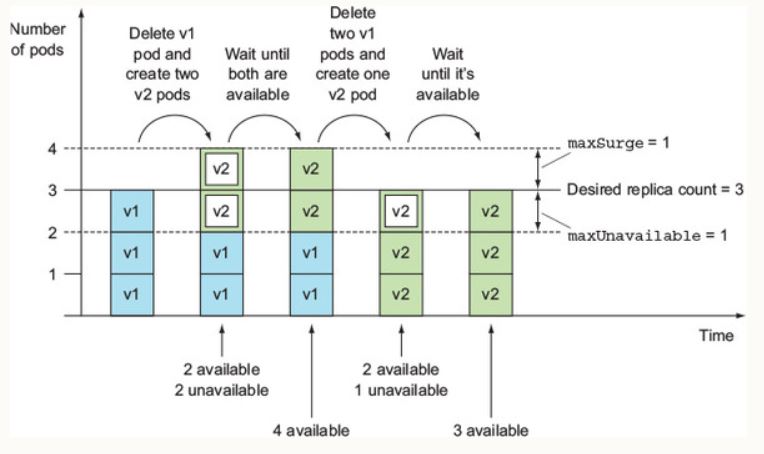 Number
of pods
Delete v1
pod and
create two
v2 pods
Wait until
both are
available
Delete
two v1
pods and
create one
v2 pod
Wait
until it's
available
4
3
2
1
v1
v1
v1
v2
v2
v1
v1
v2
v2
v1
v1
v2
v2
v2
v2
v2
v2
maxSurge = 1
Desired replica count = 3
maxUnavailable = 1
Time
2 available
2 unavailable
4 available
2 available
1 unavailable
3 available